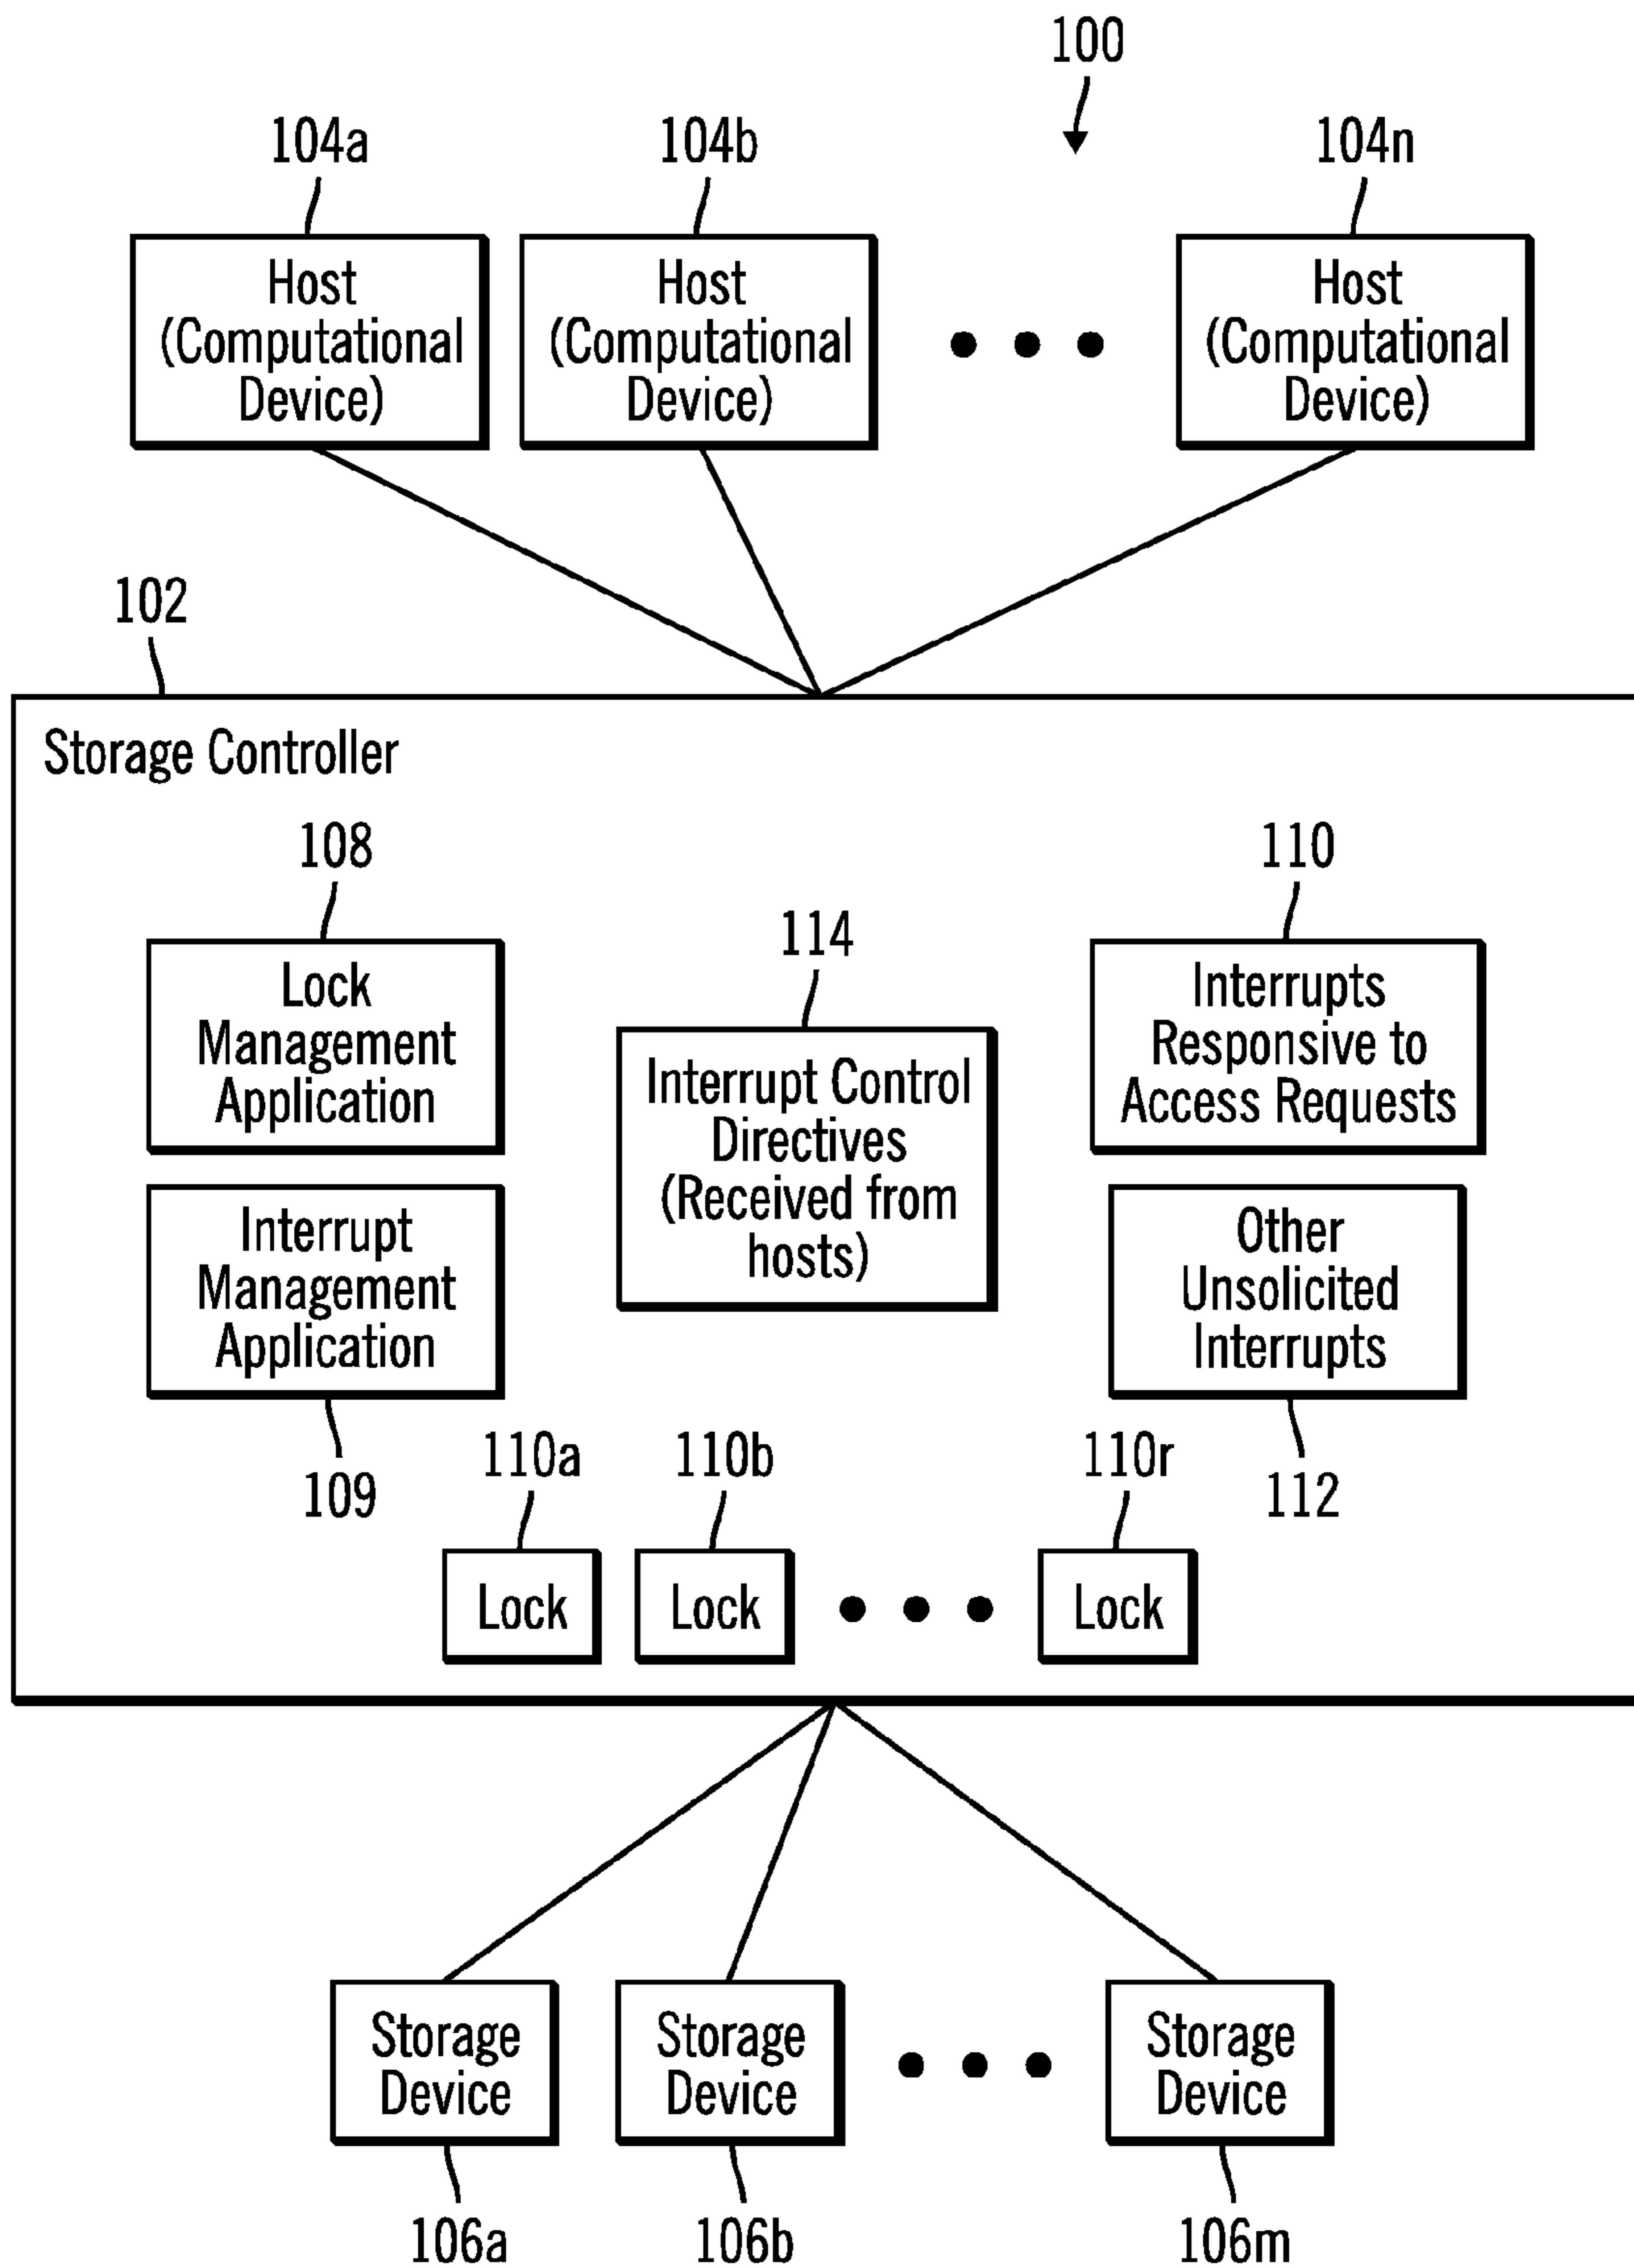 100
104a
104b
104n
Host
(Computational
Device)
Host
(Computational
Device)
Host
(Computational
Device)
102
Storage Controller
108
Lock
Management
Application
114
Interrupt Control
Directives
(Received from
hosts)
110
Interrupts
Responsive to
Access Requests
Interrupt
Management
Application
109
Other
Unsolicited
Interrupts
112
110a
110b
110r
Lock
Lock
Lock
Storage
Device
Storage
Device
Storage
Device
106a
106b
106m